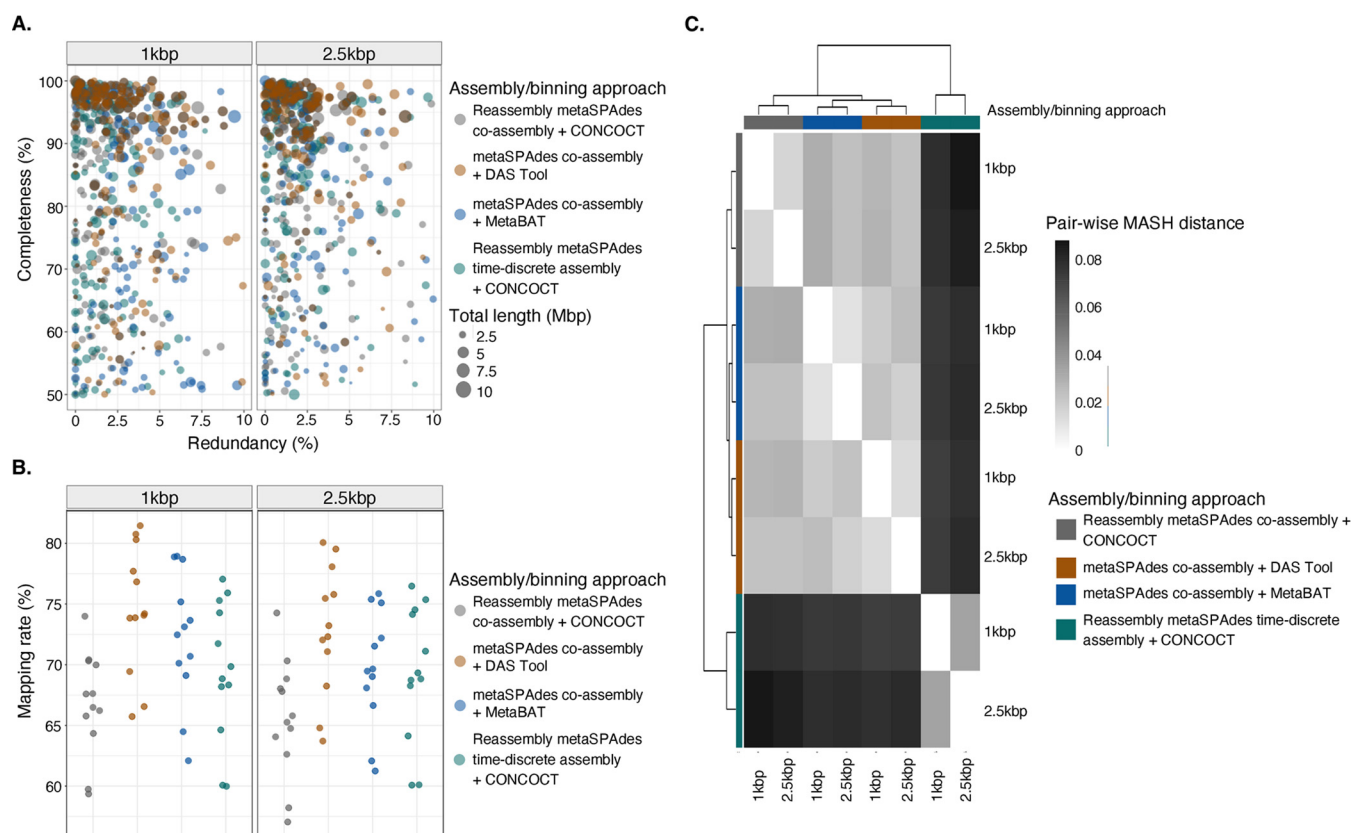 A.
1kbp
2.5kbp
100
90
80
70
60
50
Completeness (%)
0
2.5
5
7.5
10
0
2.5
5
7.5
10
Redundancy (%)
Assembly/binning approach
Reassembly metaSPAdes
co-assembly + CONCOCT
metaSPAdes co-assembly
+ DAS Tool
metaSPAdes co-assembly
+ MetaBAT
Reassembly metaSPAdes
time-discrete assembly
+ CONCOCT
Total length (Mbp)
2.5
5
7.5
10
B.
1kbp
2.5kbp
80
75
70
65
60
Mapping rate (%)
Assembly/binning approach
Reassembly metaSPAdes
co-assembly + CONCOCT
metaSPAdes co-assembly
+ DAS Tool
metaSPAdes co-assembly
+ MetaBAT
Reassembly metaSPAdes
time-discrete assembly
+ CONCOCT
C.
Assembly/binning approach
1kbp
2.5kbp
1kbp
2.5kbp
1kbp
2.5kbp
1kbp
2.5kbp
1kbp
2.5kbp
1kbp
2.5kbp
1kbp
2.5kbp
1kbp
2.5kbp
Pair-wise MASH distance
0.08
0.06
0.04
0.02
0
Assembly/binning approach
Reassembly metaSPAdes co-assembly +
CONCOCT
metaSPAdes co-assembly + DAS Tool
metaSPAdes co-assembly + MetaBAT
Reassembly metaSPAdes time-discrete
assembly + CONCOCT